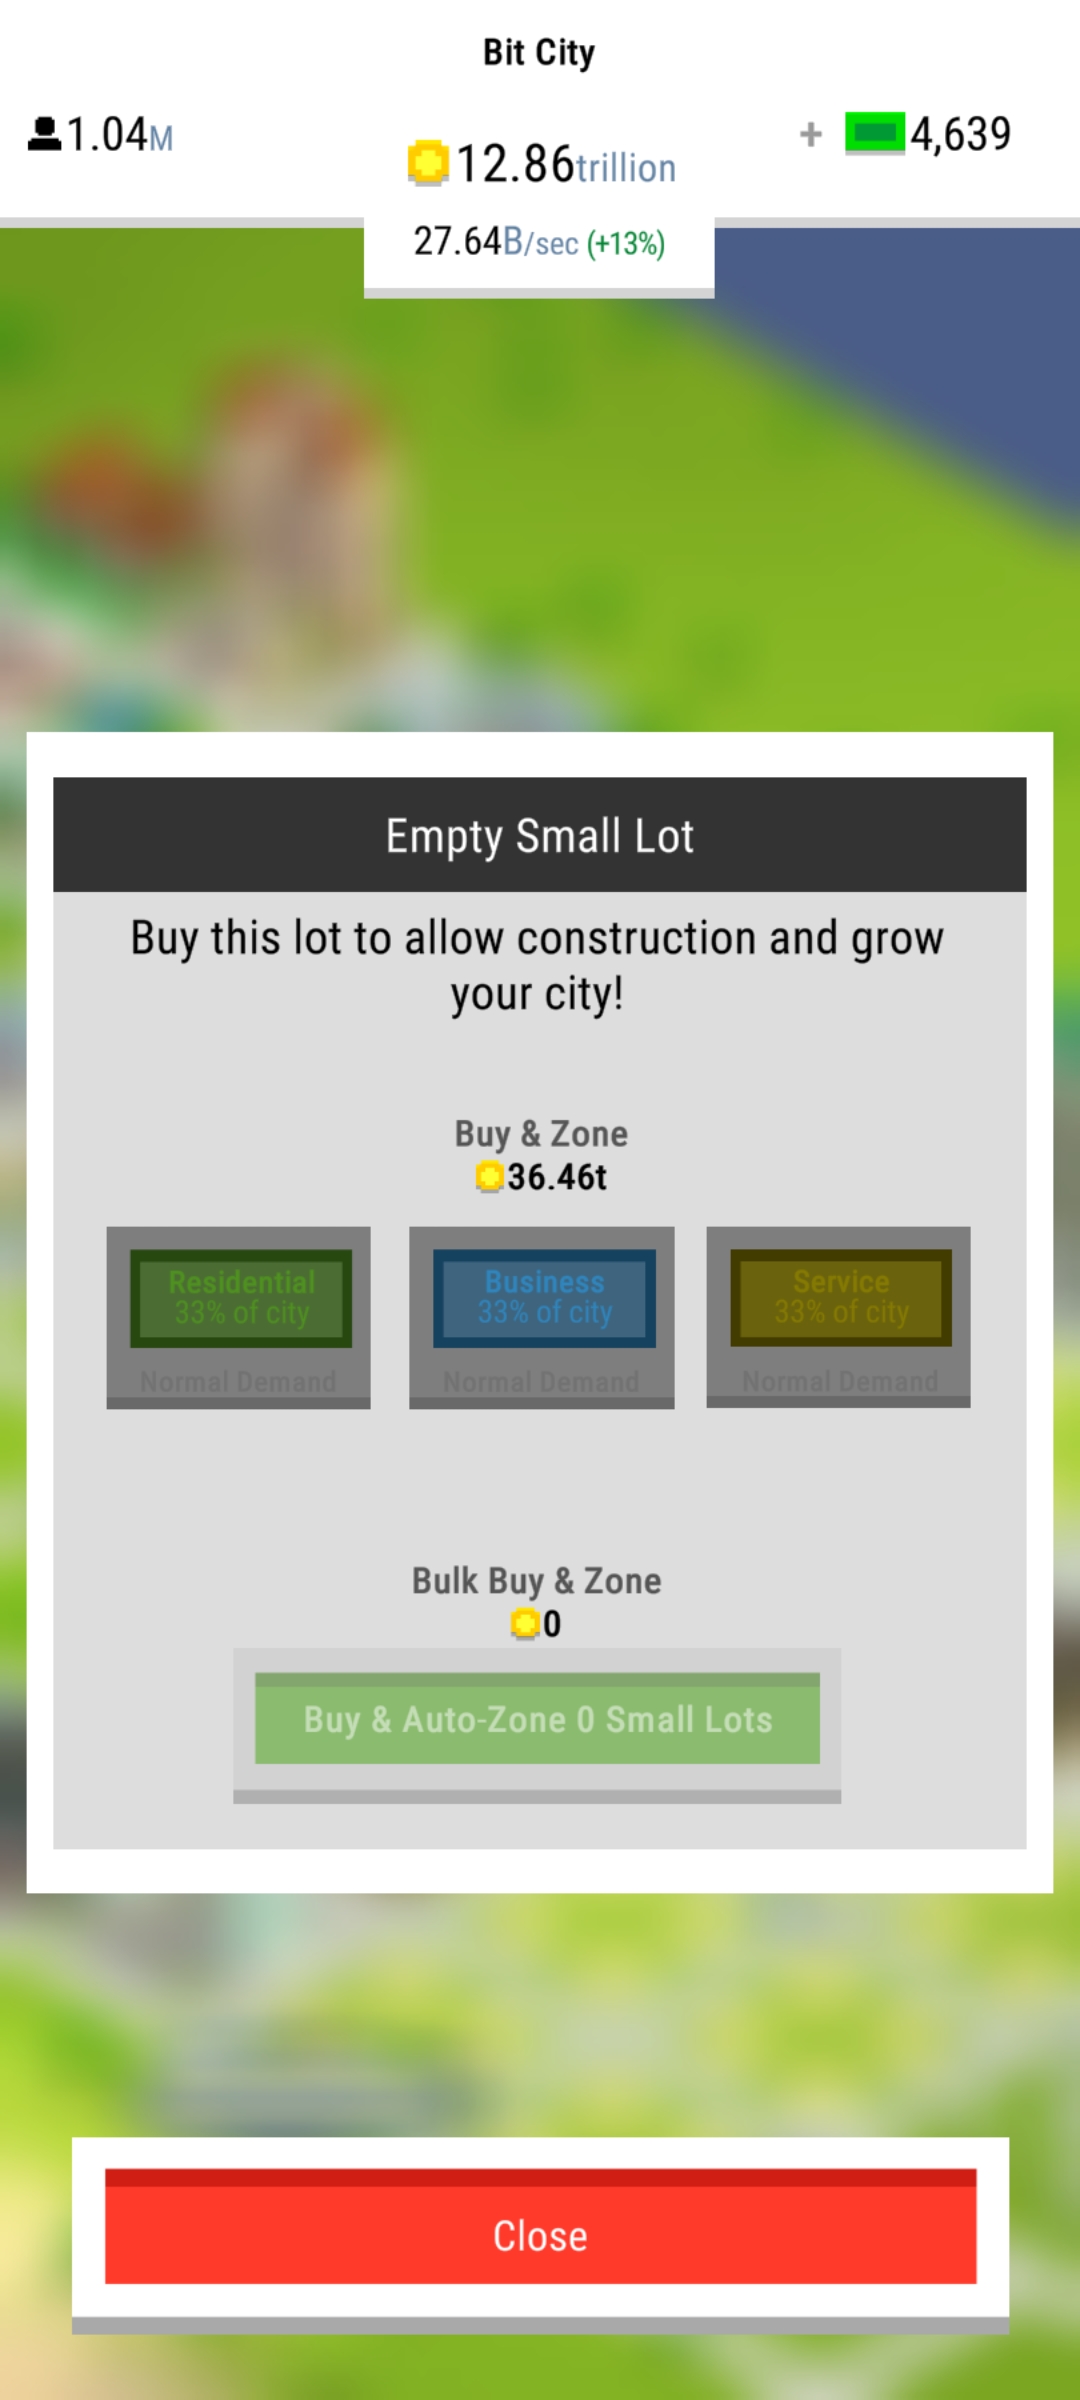 Bit City
1.04M
12.86trillion
+ 4,639
27.64B/sec (+13%)
Empty Small Lot
Buy this lot to allow construction and grow
your city!
Buy & Zone
36.46t
Residential
33% of city
Normal Demand
Business
33% of city
Normal Demand
Service
33% of city
Normal Demand
Bulk Buy & Zone
0
Buy & Auto-Zone 0 Small Lots
Close